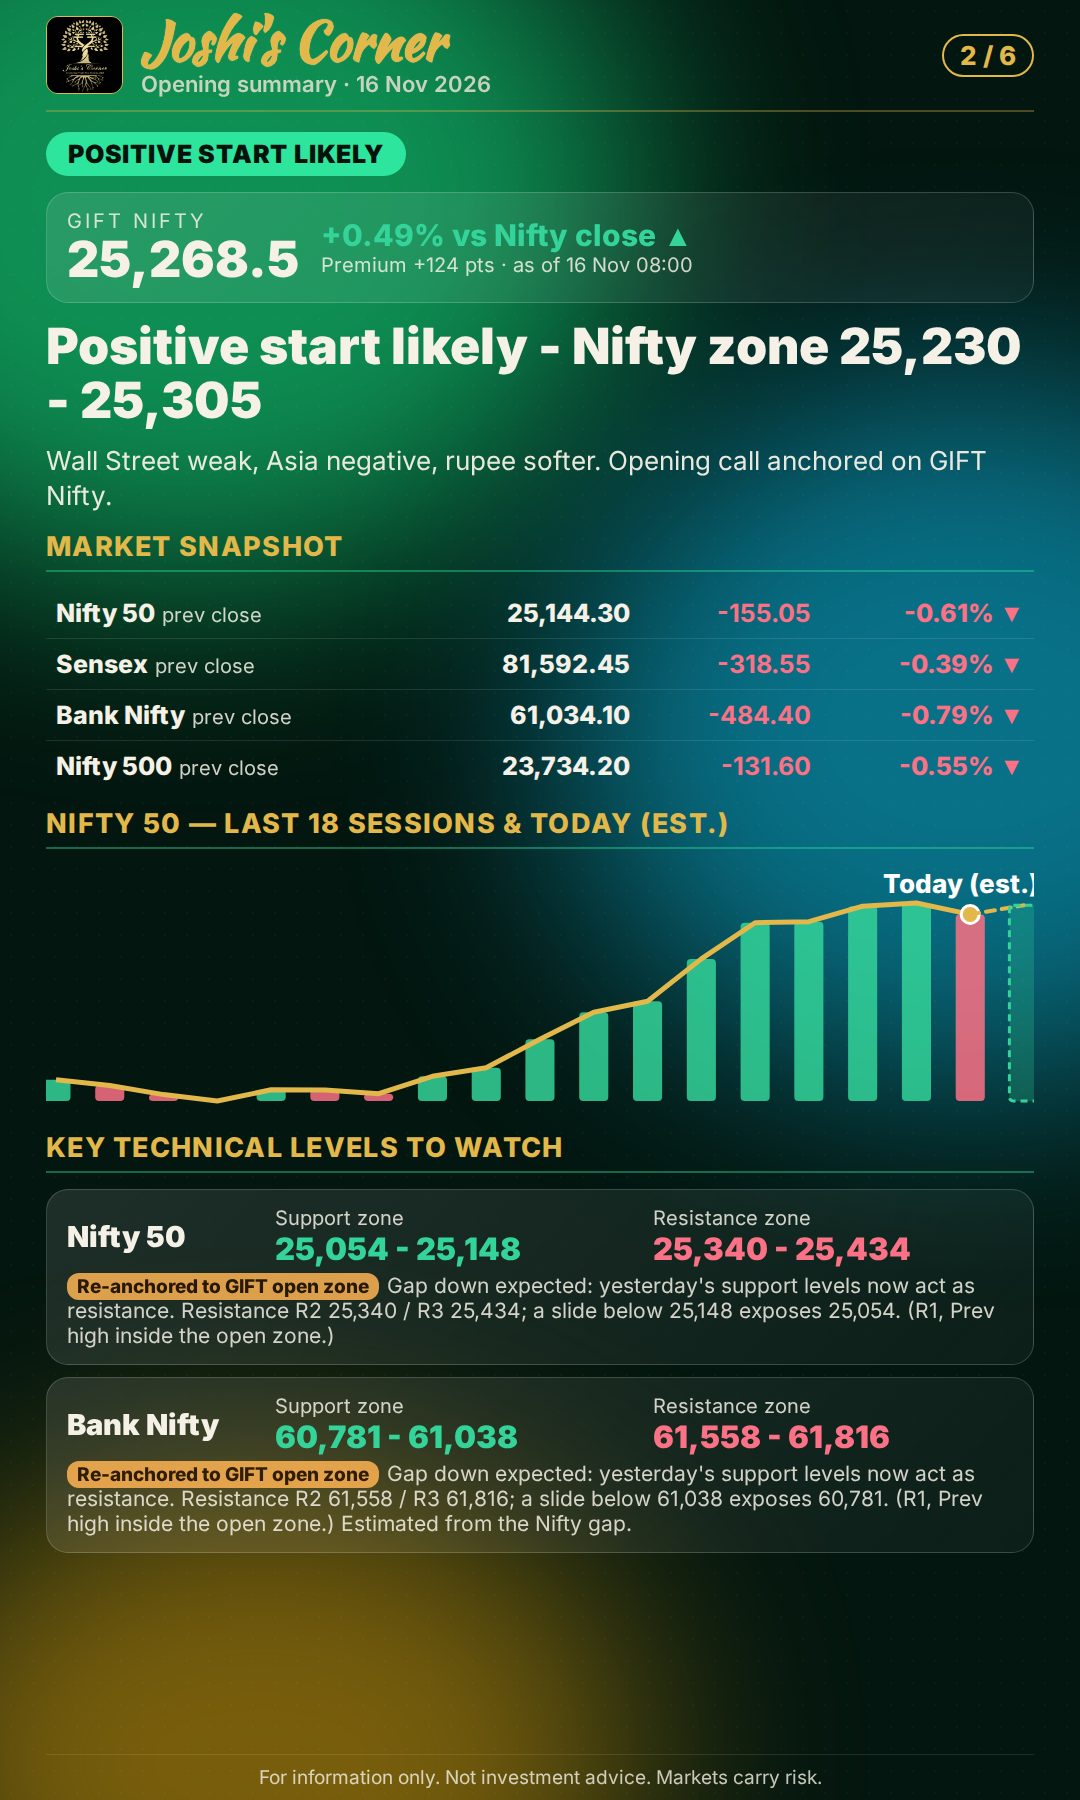 Joshi's Corner
Joshi's Corner
Opening summary · 16 Nov 2026
2 / 6
POSITIVE START LIKELY
GIFT NIFTY
25,268.5
+0.49% vs Nifty close ▲
Premium +124 pts · as of 16 Nov 08:00
Positive start likely - Nifty zone 25,230
- 25,305
Wall Street weak, Asia negative, rupee softer. Opening call anchored on GIFT
Nifty.
MARKET SNAPSHOT
Nifty 50 prev close 25,144.30 -155.05 -0.61% ▼
Sensex prev close 81,592.45 -318.55 -0.39% ▼
Bank Nifty prev close 61,034.10 -484.40 -0.79% ▼
Nifty 500 prev close 23,734.20 -131.60 -0.55% ▼
NIFTY 50 — LAST 18 SESSIONS & TODAY (EST.)
Today (est.)
KEY TECHNICAL LEVELS TO WATCH
Nifty 50
Support zone
25,054 - 25,148
Resistance zone
25,340 - 25,434
Re-anchored to GIFT open zone Gap down expected: yesterday's support levels now act as
resistance. Resistance R2 25,340 / R3 25,434; a slide below 25,148 exposes 25,054. (R1, Prev
high inside the open zone.)
Bank Nifty
Support zone
60,781 - 61,038
Resistance zone
61,558 - 61,816
Re-anchored to GIFT open zone Gap down expected: yesterday's support levels now act as
resistance. Resistance R2 61,558 / R3 61,816; a slide below 61,038 exposes 60,781. (R1, Prev
high inside the open zone.) Estimated from the Nifty gap.
For information only. Not investment advice. Markets carry risk.